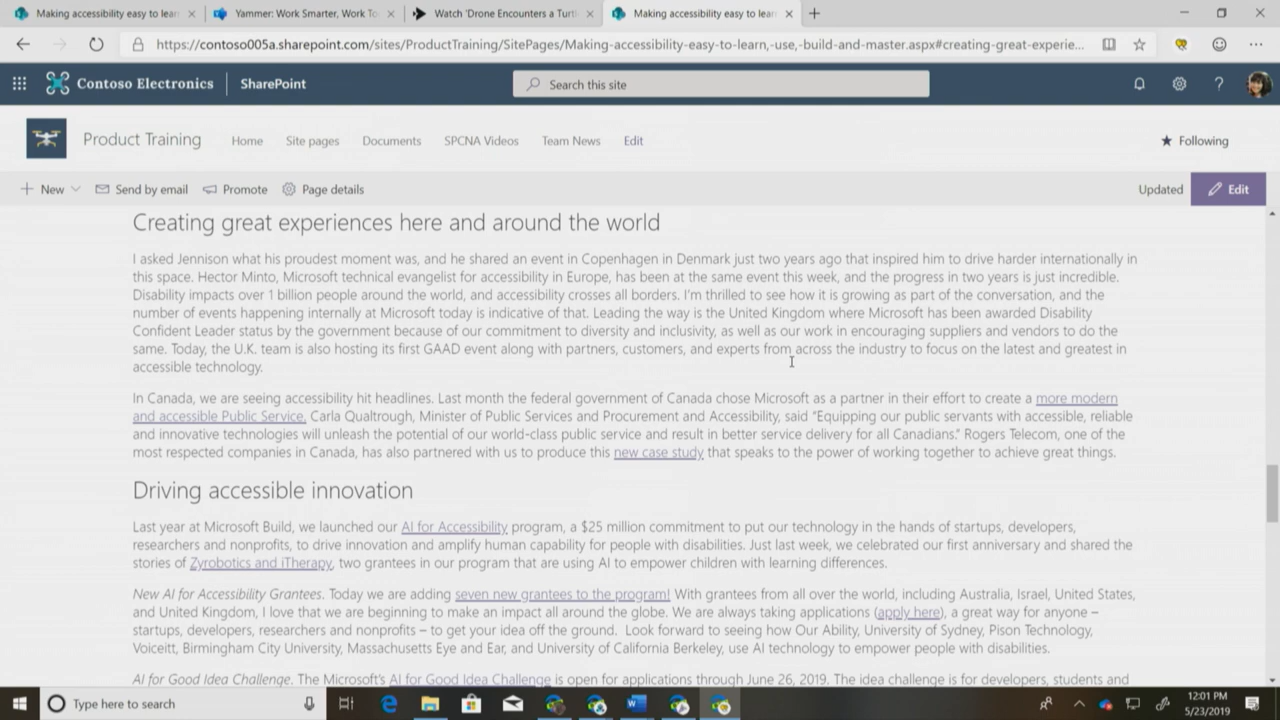 Making accessibility easy to lear
Yammer: Work Smarter, Work To
Watch 'Drone Encounters a Turt
Making accessibility easy to lear
https://contoso005a.sharepoint.com/sites/ProductTraining/SitePages/Making-accessibility-easy-to-learn,-use,-build-and-master.aspx#creating-great-experie...
Contoso Electronics
SharePoint
Search this site
Product Training
Home
Site pages
Documents
SPCNA Videos
Team News
Edit
Following
New
Send by email
Promote
Page details
Updated
Edit
Creating great experiences here and around the world
I asked Jennison what his proudest moment was, and he shared an event in Copenhagen in Denmark just two years ago that inspired him to drive harder internationally in
this space. Hector Minto, Microsoft technical evangelist for accessibility in Europe, has been at the same event this week, and the progress in two years is just incredible.
Disability impacts over 1 billion people around the world, and accessibility crosses all borders. I'm thrilled to see how it is growing as part of the conversation, and the
number of events happening internally at Microsoft today is indicative of that. Leading the way is the United Kingdom where Microsoft has been awarded Disability
Confident Leader status by the government because of our commitment to diversity and inclusivity, as well as our work in encouraging suppliers and vendors to do the
same. Today, the U.K. team is also hosting its first GAAD event along with partners, customers, and experts from across the industry to focus on the latest and greatest in
accessible technology.
In Canada, we are seeing accessibility hit headlines. Last month the federal government of Canada chose Microsoft as a partner in their effort to create a more modern
and accessible Public Service. Carla Qualtrough, Minister of Public Services and Procurement and Accessibility, said “Equipping our public servants with accessible, reliable
and innovative technologies will unleash the potential of our world-class public service and result in better service delivery for all Canadians.” Rogers Telecom, one of the
most respected companies in Canada, has also partnered with us to produce this new case study that speaks to the power of working together to achieve great things.
Driving accessible innovation
Last year at Microsoft Build, we launched our AI for Accessibility program, a $25 million commitment to put our technology in the hands of startups, developers,
researchers and nonprofits, to drive innovation and amplify human capability for people with disabilities. Just last week, we celebrated our first anniversary and shared the
stories of Zyrobotics and iTherapy, two grantees in our program that are using AI to empower children with learning differences.
New AI for Accessibility Grantees. Today we are adding seven new grantees to the program! With grantees from all over the world, including Australia, Israel, United States,
and United Kingdom, I love that we are beginning to make an impact all around the globe. We are always taking applications (apply here), a great way for anyone –
startups, developers, researchers and nonprofits – to get your idea off the ground. Look forward to seeing how Our Ability, University of Sydney, Pison Technology,
Voiceitt, Birmingham City University, Massachusetts Eye and Ear, and University of California Berkeley, use AI technology to empower people with disabilities.
AI for Good Idea Challenge. The Microsoft's AI for Good Idea Challenge is open for applications through June 26, 2019. The idea challenge is for developers, students and
Type here to search
12:01 PM
5/23/2019